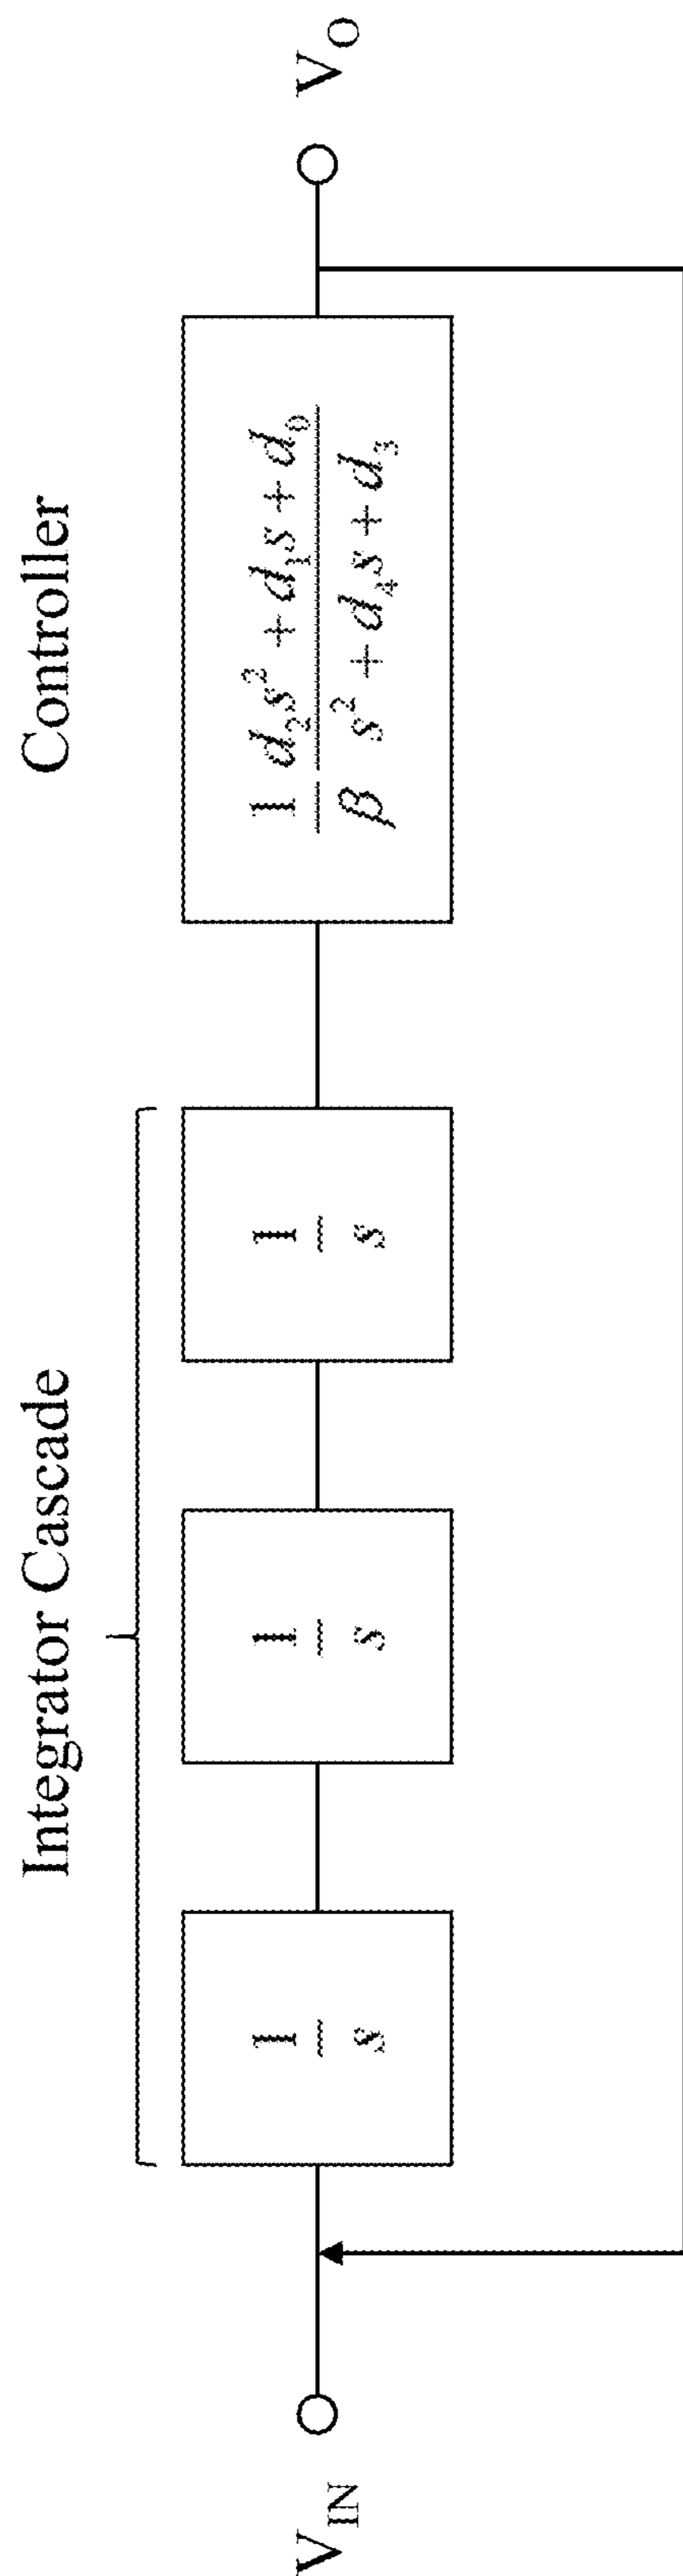 Integrator Cascade
Controller
V_IN
1/s
1/s
1/s
1/β (d₂s² + d₁s + d₀)/(s² + d₄s + d₃)
V_O